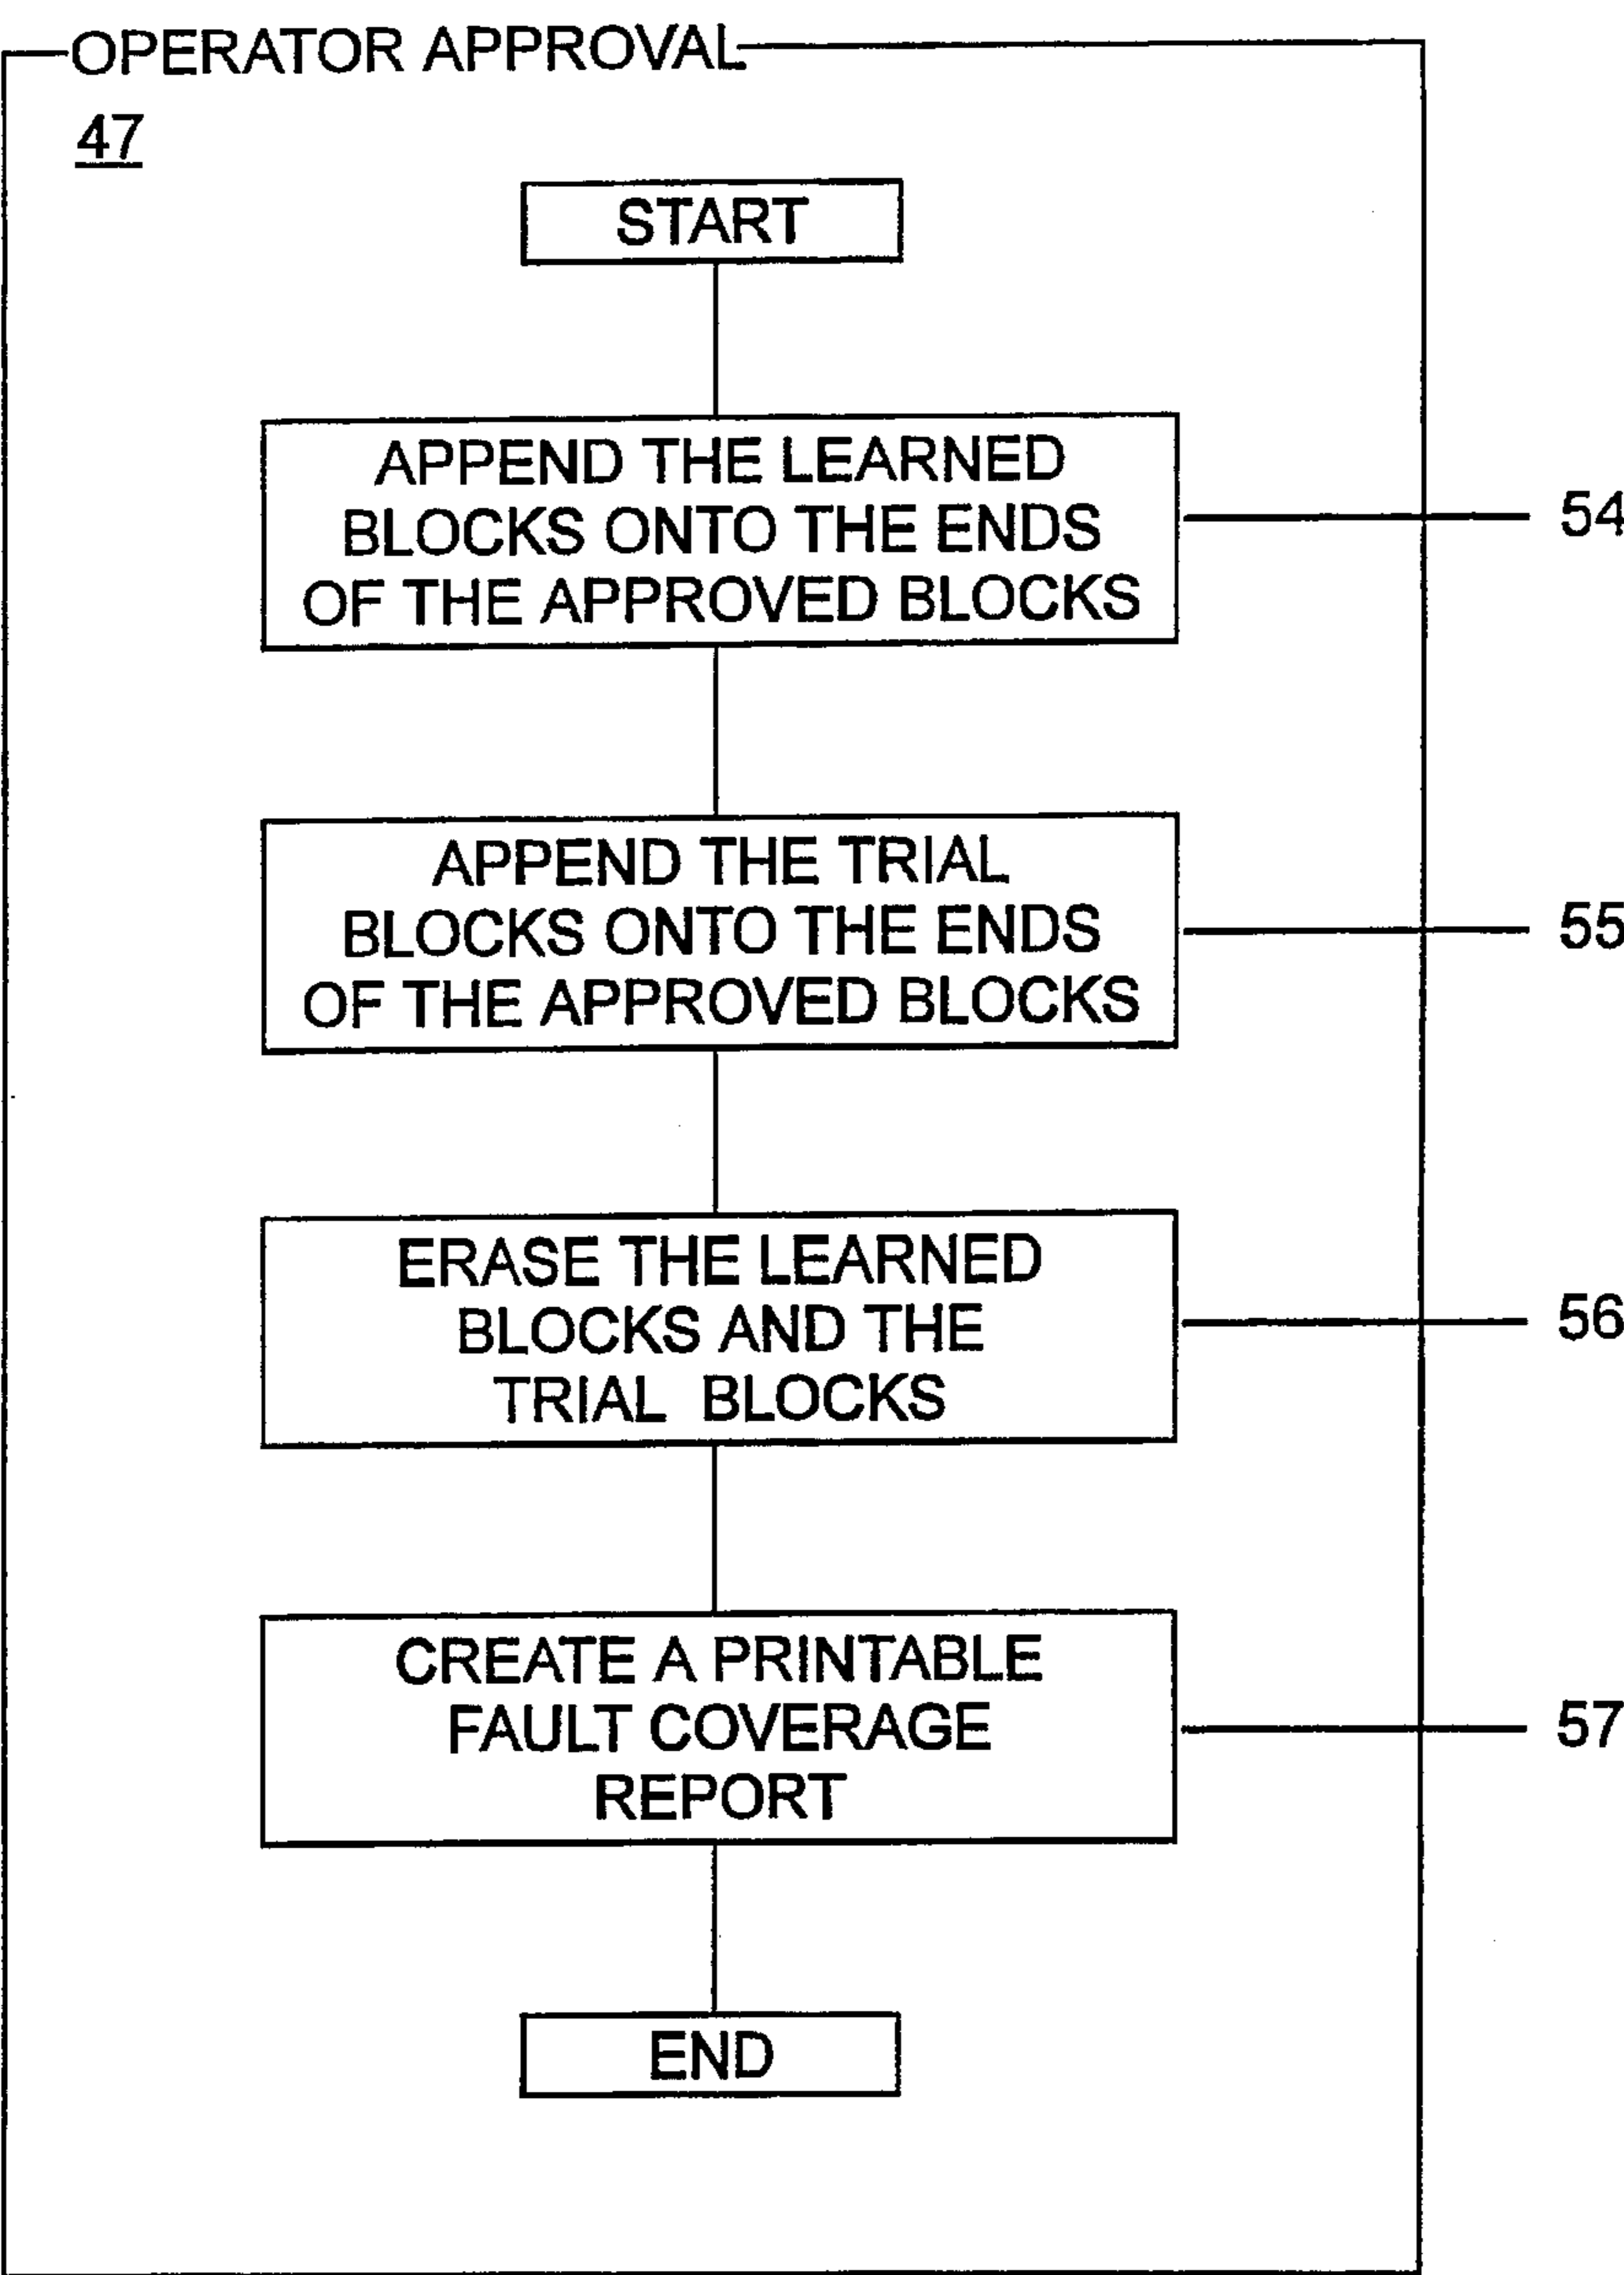 OPERATOR APPROVAL
47
START
APPEND THE LEARNED
BLOCKS ONTO THE ENDS
OF THE APPROVED BLOCKS
54
APPEND THE TRIAL
BLOCKS ONTO THE ENDS
OF THE APPROVED BLOCKS
55
ERASE THE LEARNED
BLOCKS AND THE
TRIAL BLOCKS
56
CREATE A PRINTABLE
FAULT COVERAGE
REPORT
57
END